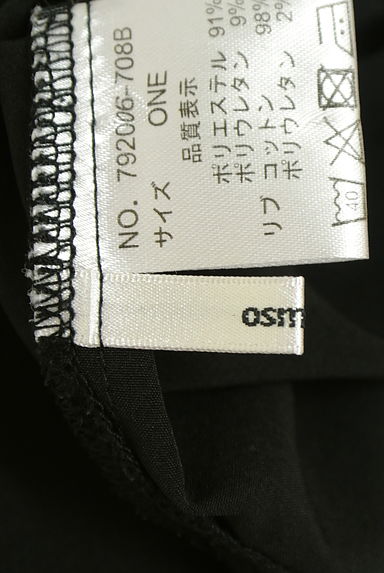 NO. 792006-708B
サイズ ONE
品質表示
ポリエステル 91%
ポリウレタン 9%
リブ コットン 98%
ポリウレタン 2%
40
osm